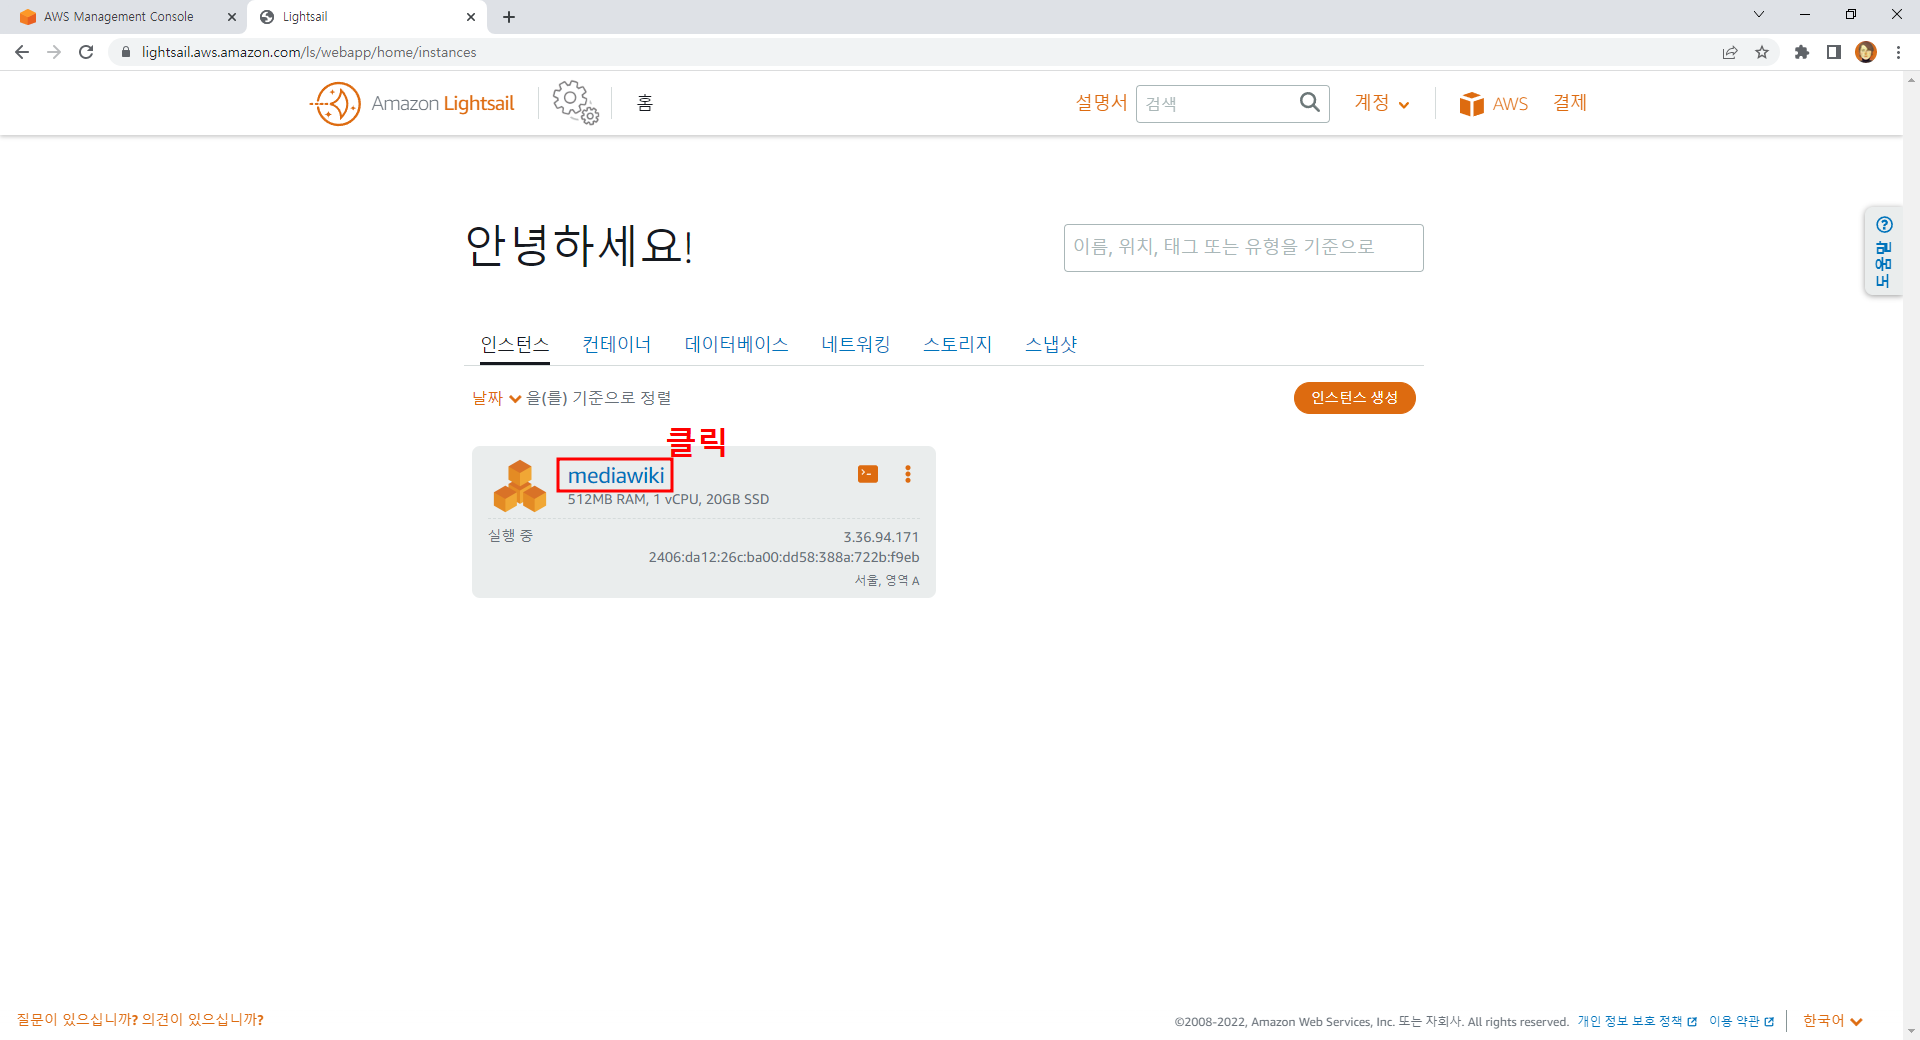 AWS Management Console
Lightsail
lightsail.aws.amazon.com/ls/webapp/home/instances
Amazon Lightsail
홈
설명서
검색
계정
AWS
결제
안녕하세요!
이름, 위치, 태그 또는 유형을 기준으로
도움말
인스턴스
컨테이너
데이터베이스
네트워킹
스토리지
스냅샷
날짜 을(를) 기준으로 정렬
인스턴스 생성
클릭
mediawiki
512MB RAM, 1 vCPU, 20GB SSD
실행 중
3.36.94.171
2406:da12:26c:ba00:dd58:388a:722b:f9eb
서울, 영역 A
질문이 있으십니까? 의견이 있으십니까?
©2008-2022, Amazon Web Services, Inc. 또는 자회사. All rights reserved.
개인 정보 보호 정책
이용 약관
한국어